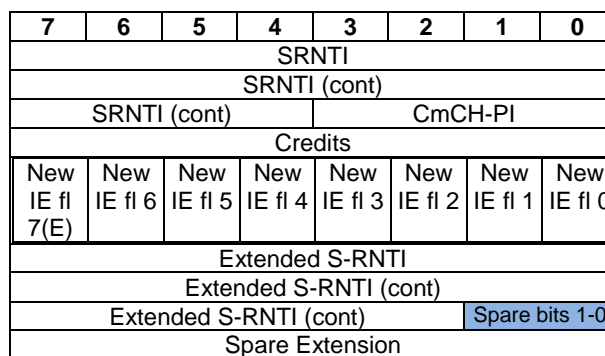 7 6 5 4 3 2 1 0
SRNTI
SRNTI (cont)
SRNTI (cont) CmCH-PI
Credits
New New New New New New New New
IE fl IE fl 6 IE fl 5 IE fl 4 IE fl 3 IE fl 2 IE fl 1 IE fl 0
7(E)
Extended S-RNTI
Extended S-RNTI (cont)
Extended S-RNTI (cont) Spare bits 1-0
Spare Extension